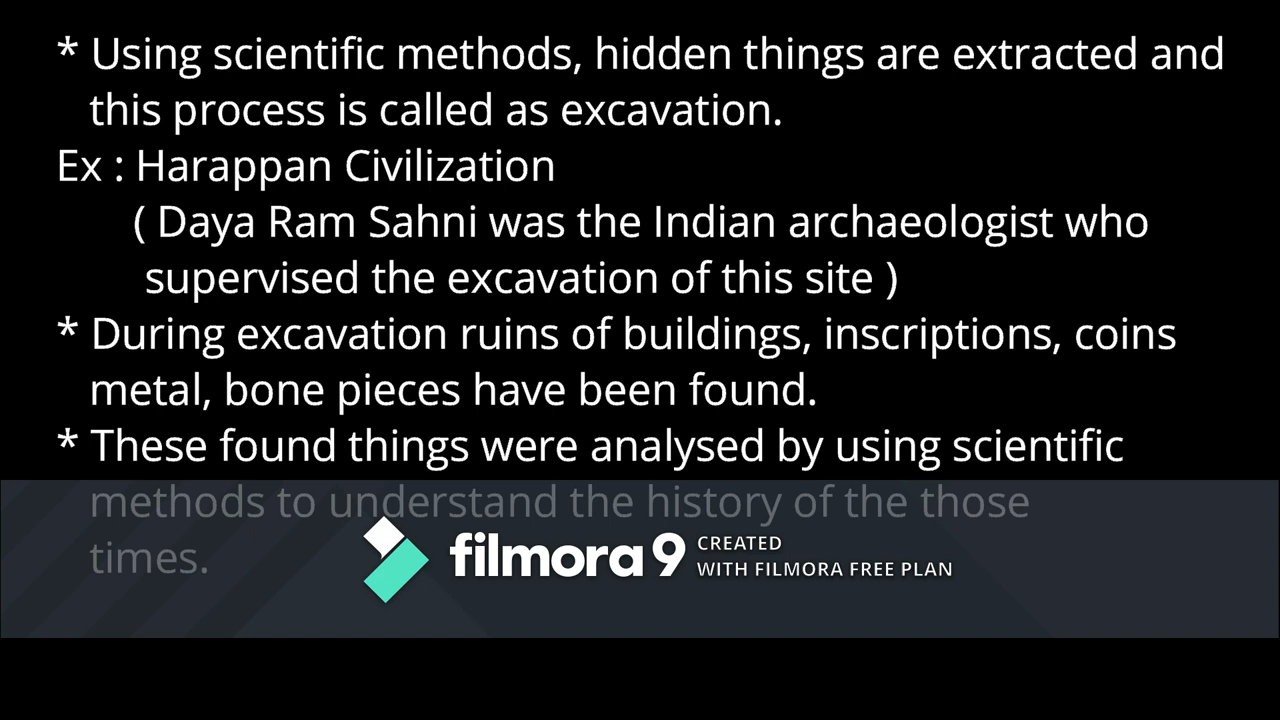 * Using scientific methods, hidden things are extracted and
this process is called as excavation.
Ex : Harappan Civilization
( Daya Ram Sahni was the Indian archaeologist who
supervised the excavation of this site )
* During excavation ruins of buildings, inscriptions, coins
metal, bone pieces have been found.
* These found things were analysed by using scientific
methods to understand the history of the those
times.
filmora9
CREATED
WITH FILMORA FREE PLAN